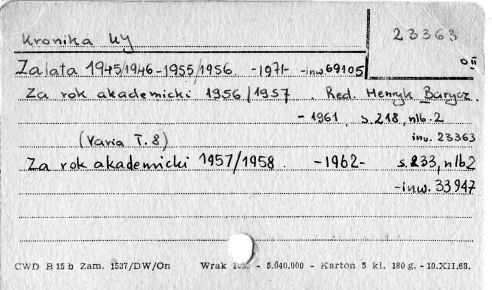 Kronika UJ
23363
Za lata 1945/1946-1955/1956 -1971- -inw 69105
Za rok akademicki 1956/1957 . Red. Henryk Barycz.
- 1961, s. 218, nlb. 2
(Varia T. 8) inw. 23363
Za rok akademicki 1957/1958 -1962- s. 233, nlb 2
-inw. 33947
CWD B 15 b Zam. 1537/DW/On Wrak - 5.040.000 - Karton 5 kl. 180 g. - 10.XII.68.